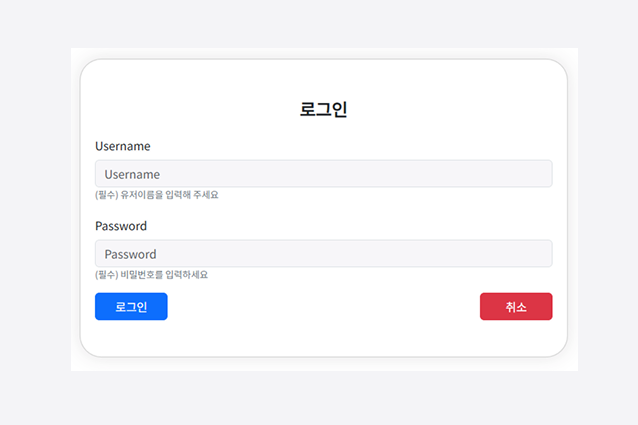 로그인
Username
Username
(필수) 유저이름을 입력해 주세요
Password
Password
(필수) 비밀번호를 입력하세요
로그인 취소